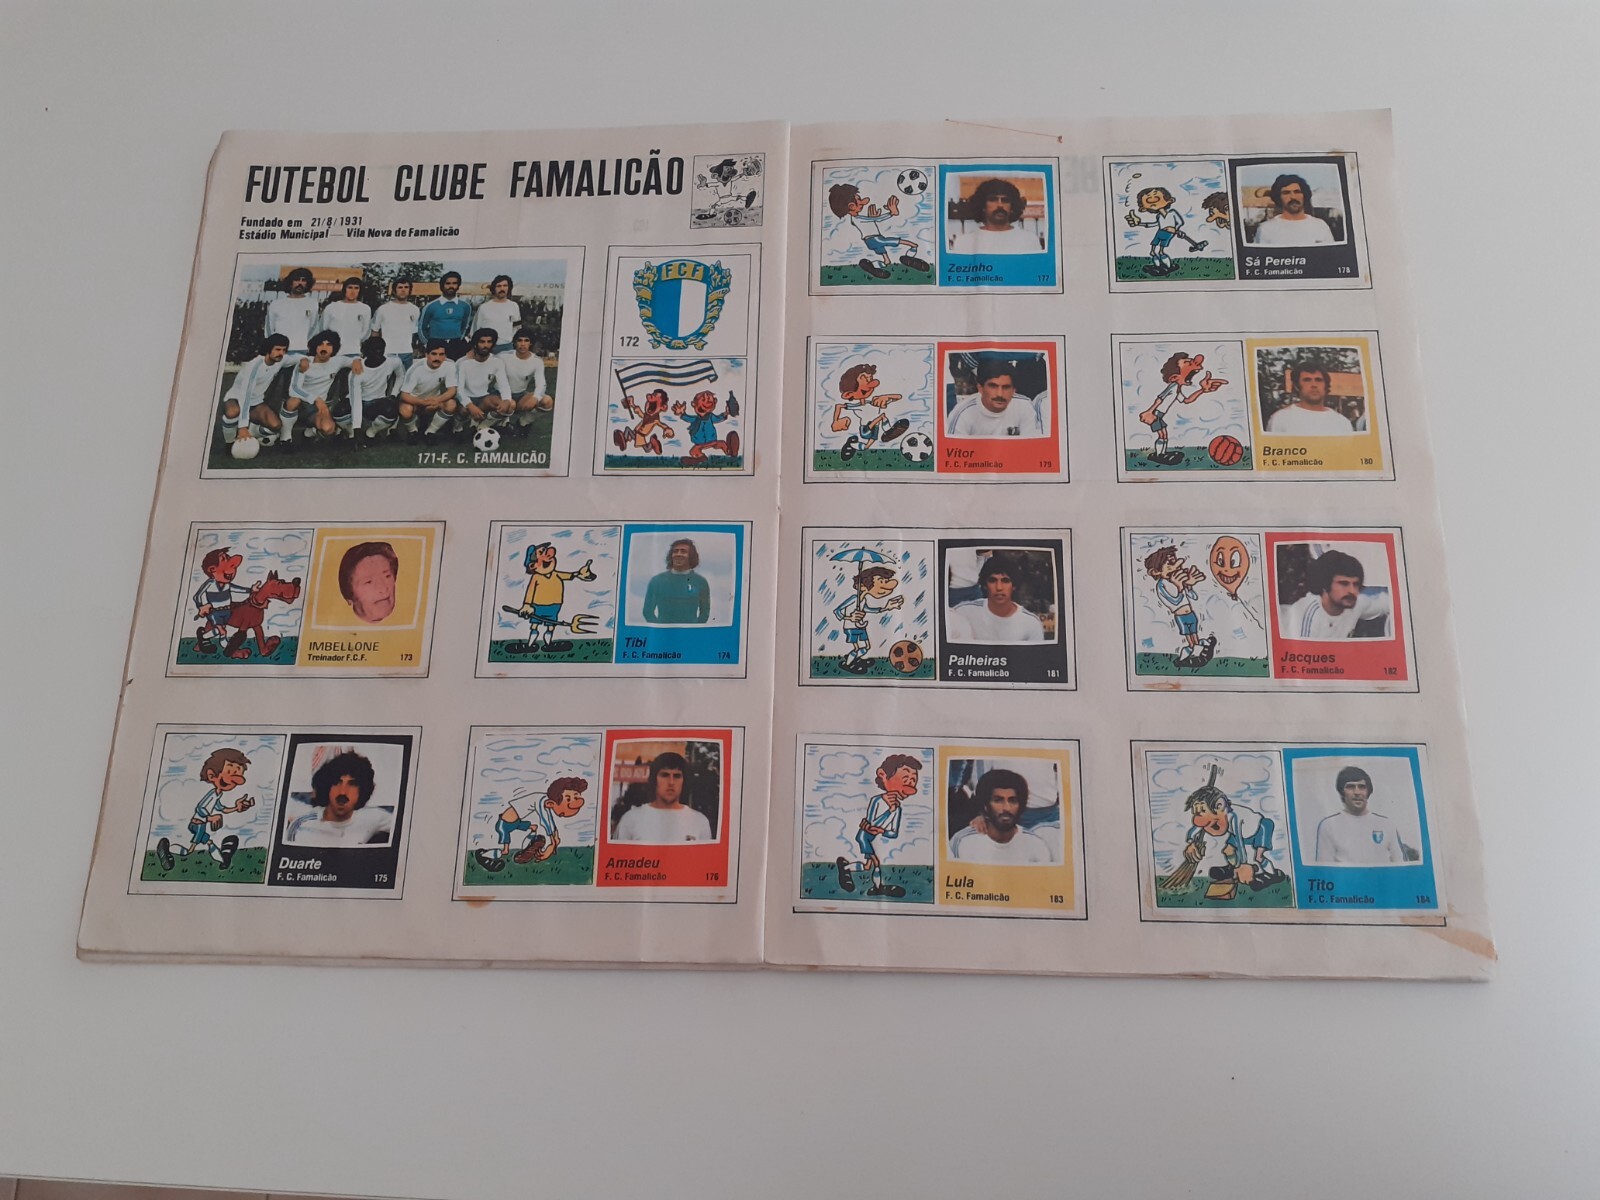 FUTEBOL CLUBE FAMALICÃO
Fundado em 21/8/1931
Estádio Municipal — Vila Nova de Famalicão
171-F. C. FAMALICÃO
FCF
172
IMBELLONE
Treinador F.C.F. 173
Tibi
F. C. Famalicão 174
Duarte
F. C. Famalicão 175
Amadeu
F. C. Famalicão 176
Zezinho
F. C. Famalicão 177
Sá Pereira
F. C. Famalicão 178
Vitor
F. C. Famalicão 179
Branco
F. C. Famalicão 180
Palheiras
F. C. Famalicão 181
Jacques
F. C. Famalicão 182
Lula
F. C. Famalicão 183
Tito
F. C. Famalicão 184